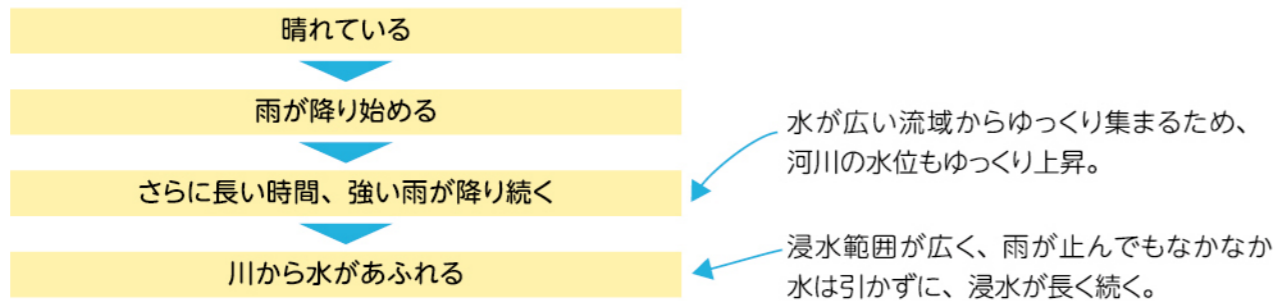 晴れている
雨が降り始める
さらに長い時間、強い雨が降り続く
水が広い流域からゆっくり集まるため、
河川の水位もゆっくり上昇。
川から水があふれる
浸水範囲が広く、雨が止んでもなかなか
水は引かずに、浸水が長く続く。